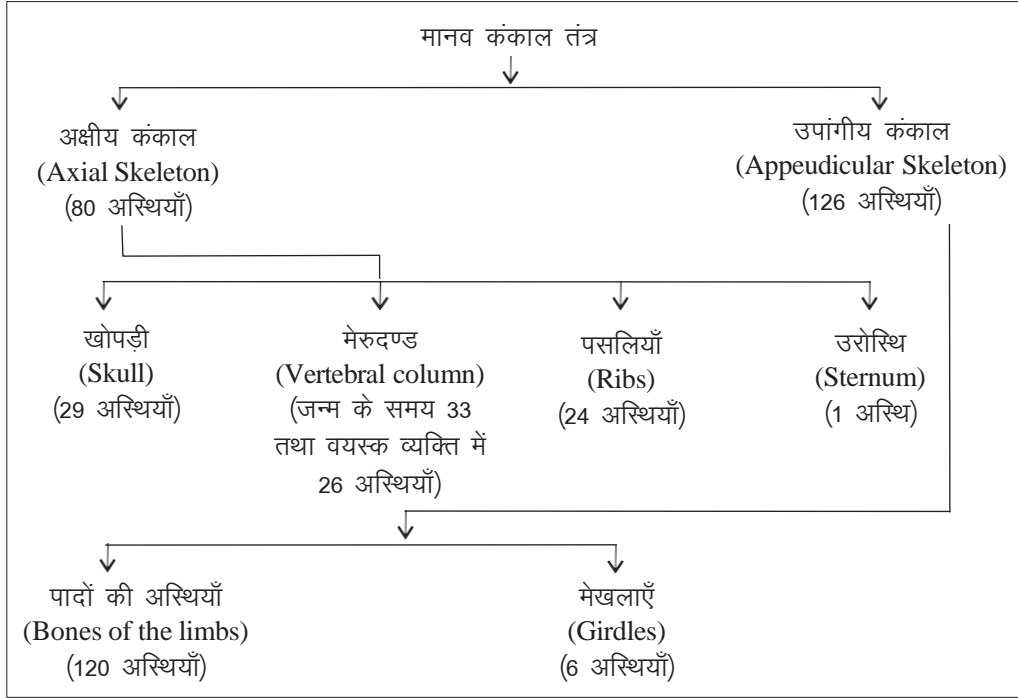 मानव कंकाल तंत्र
अक्षीय कंकाल
(Axial Skeleton)
(80 अस्थियाँ)
उपांगीय कंकाल
(Appeudicular Skeleton)
(126 अस्थियाँ)
खोपड़ी
(Skull)
(29 अस्थियाँ)
मेरुदण्ड
(Vertebral column)
(जन्म के समय 33
तथा वयस्क व्यक्ति में
26 अस्थियाँ)
पसलियाँ
(Ribs)
(24 अस्थियाँ)
उरोस्थि
(Sternum)
(1 अस्थि)
पादों की अस्थियाँ
(Bones of the limbs)
(120 अस्थियाँ)
मेखलाएँ
(Girdles)
(6 अस्थियाँ)